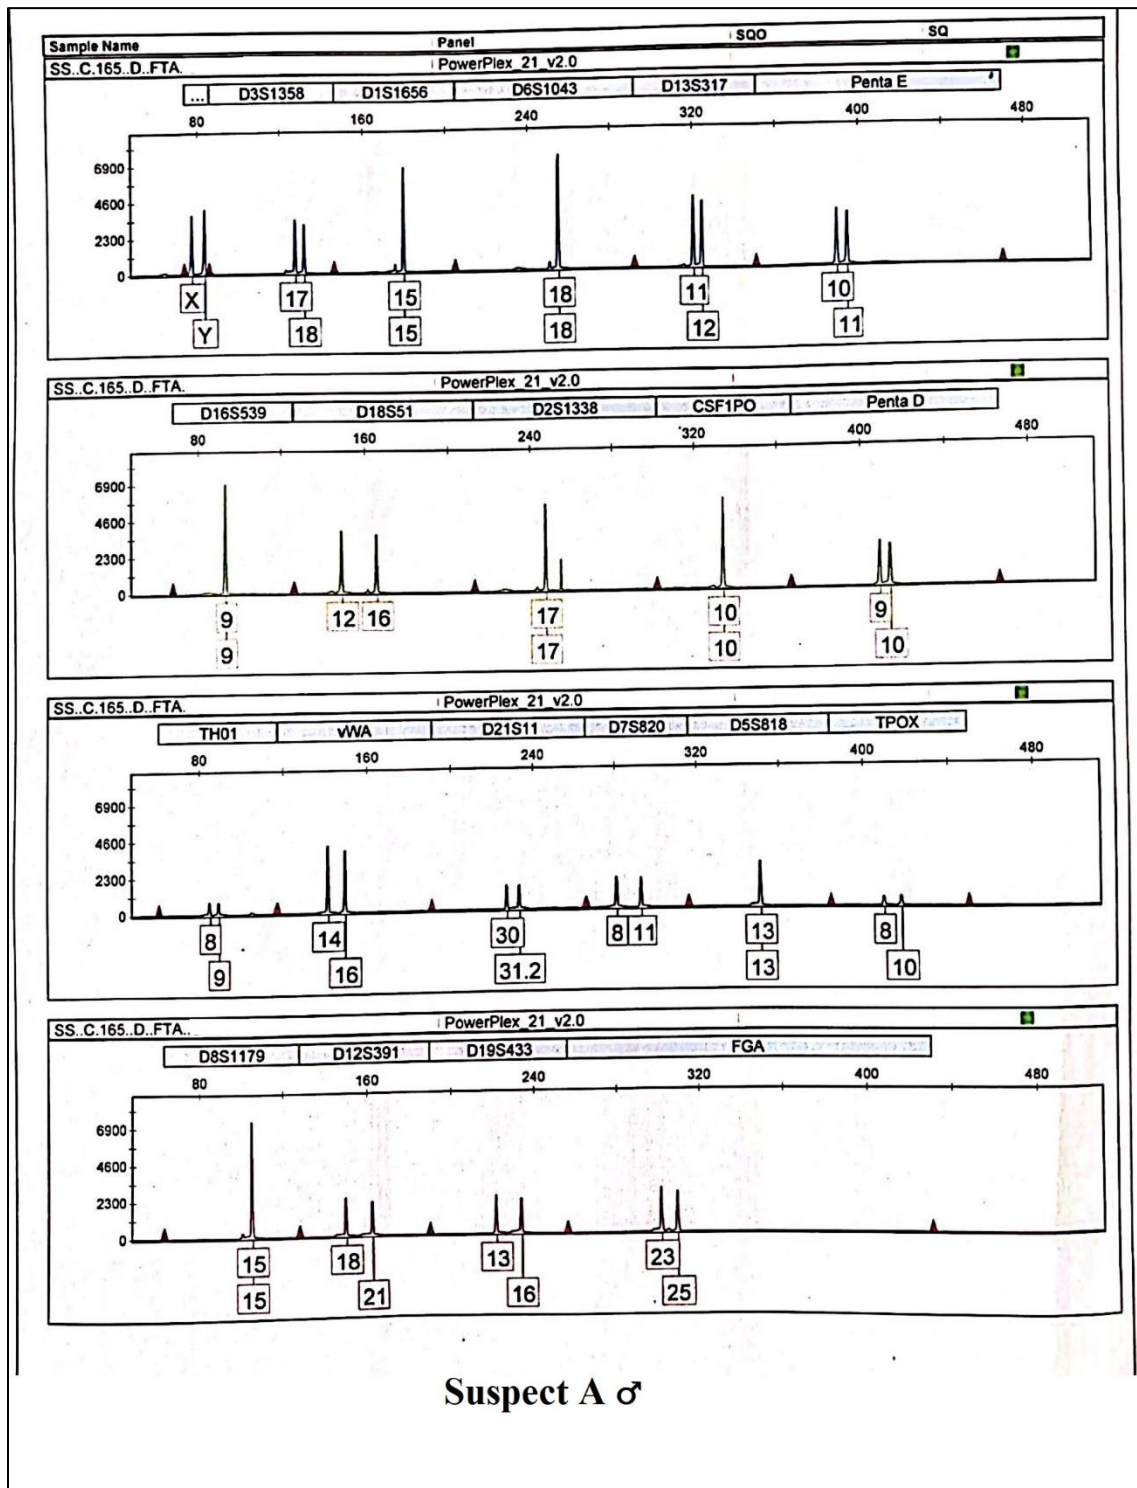 Sample Name Panel SQO SQ
SS..C.165..D..FTA. PowerPlex_21_v2.0
... D3S1358 D1S1656 D6S1043 D13S317 Penta E
80 160 240 320 400 480
6900
4600
2300
0
X 17 15 18 11 10
Y 18 15 18 12 11
SS..C.165..D..FTA. PowerPlex_21_v2.0
D16S539 D18S51 D2S1338 CSF1PO Penta D
80 160 240 320 400 480
6900
4600
2300
0
9 12 16 17 10 9
9 17 10 10
SS..C.165..D..FTA. PowerPlex_21_v2.0
TH01 vWA D21S11 D7S820 D5S818 TPOX
80 160 240 320 400 480
6900
4600
2300
0
8 14 30 8 11 13 8
9 16 31.2 13 10
SS..C.165..D..FTA.. PowerPlex_21_v2.0
D8S1179 D12S391 D19S433 FGA
80 160 240 320 400 480
6900
4600
2300
0
15 18 13 23
15 21 16 25
Suspect A ♂